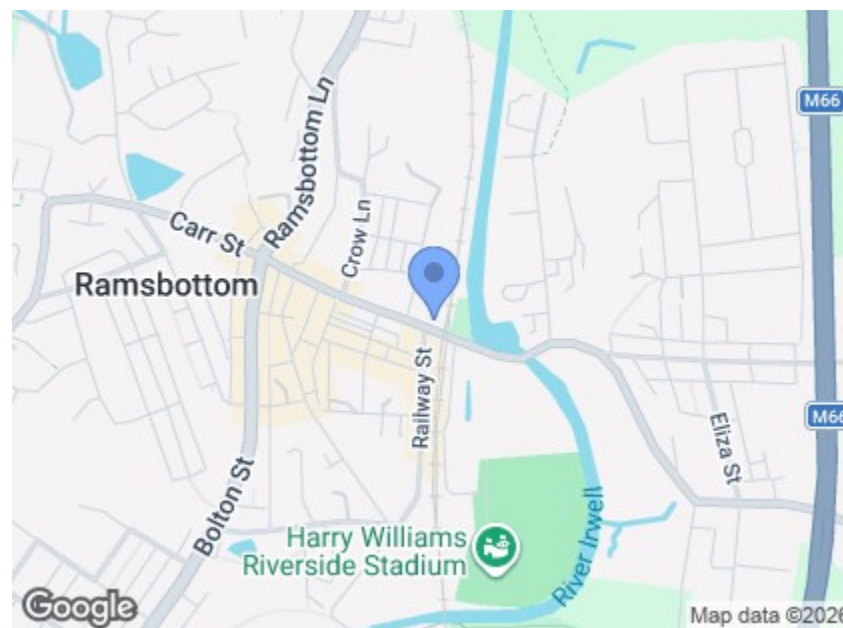 M66
Ramsbottom Ln
Carr St
Crow Ln
Ramsbottom
Railway St
M66
Eliza St
Bolton St
Harry Williams
Riverside Stadium
River Irwell
Google
Map data ©2026